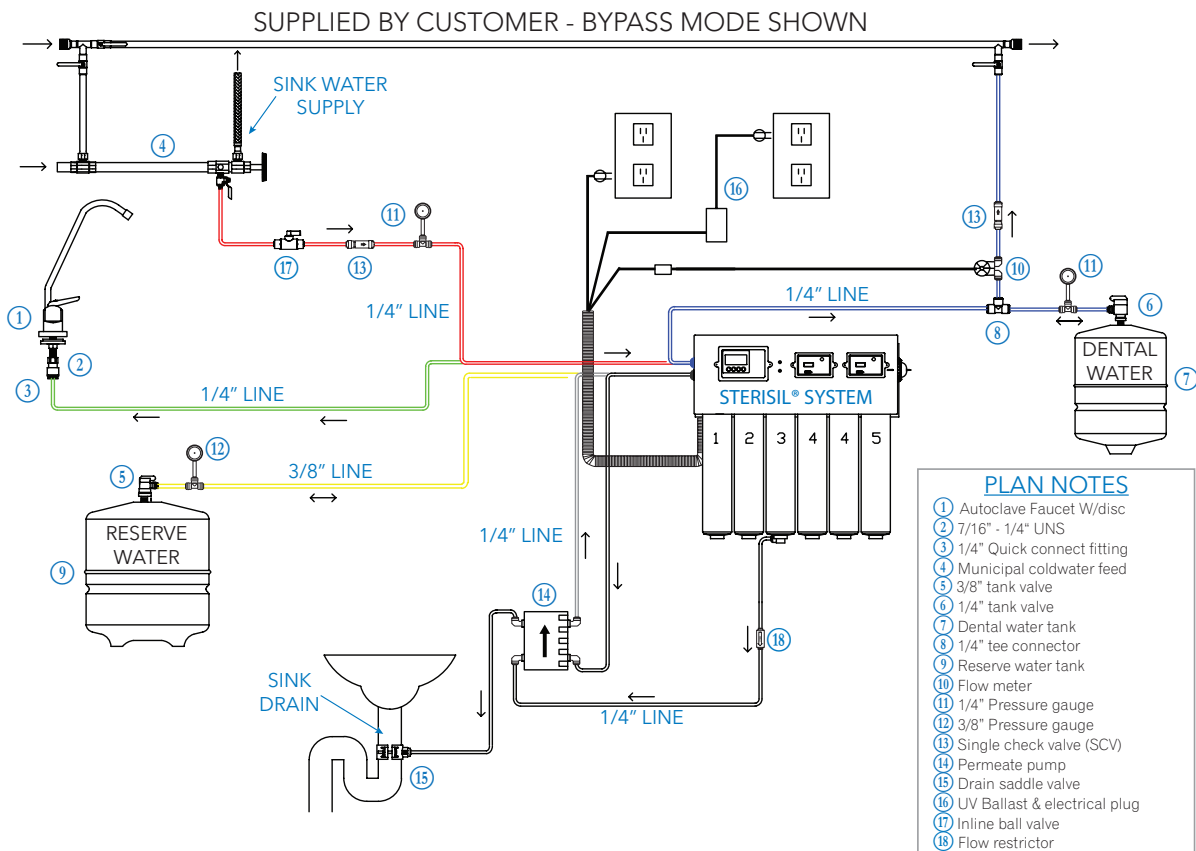 SUPPLIED BY CUSTOMER - BYPASS MODE SHOWN
SINK WATER
SUPPLY
4
16
11
13
17
13
10
11
6
8
1/4” LINE
1/4” LINE
1
2
3
1/4” LINE
DENTAL
WATER
7
STERISIL® SYSTEM
1 2 3 4 4 5
12
5
3/8” LINE
RESERVE
WATER
9
1/4” LINE
14
18
SINK
DRAIN
1/4” LINE
15
PLAN NOTES
1 Autoclave Faucet W/disc
2 7/16” - 1/4“ UNS
3 1/4” Quick connect fitting
4 Municipal coldwater feed
5 3/8” tank valve
6 1/4” tank valve
7 Dental water tank
8 1/4” tee connector
9 Reserve water tank
10 Flow meter
11 1/4” Pressure gauge
12 3/8” Pressure gauge
13 Single check valve (SCV)
14 Permeate pump
15 Drain saddle valve
16 UV Ballast & electrical plug
17 Inline ball valve
18 Flow restrictor